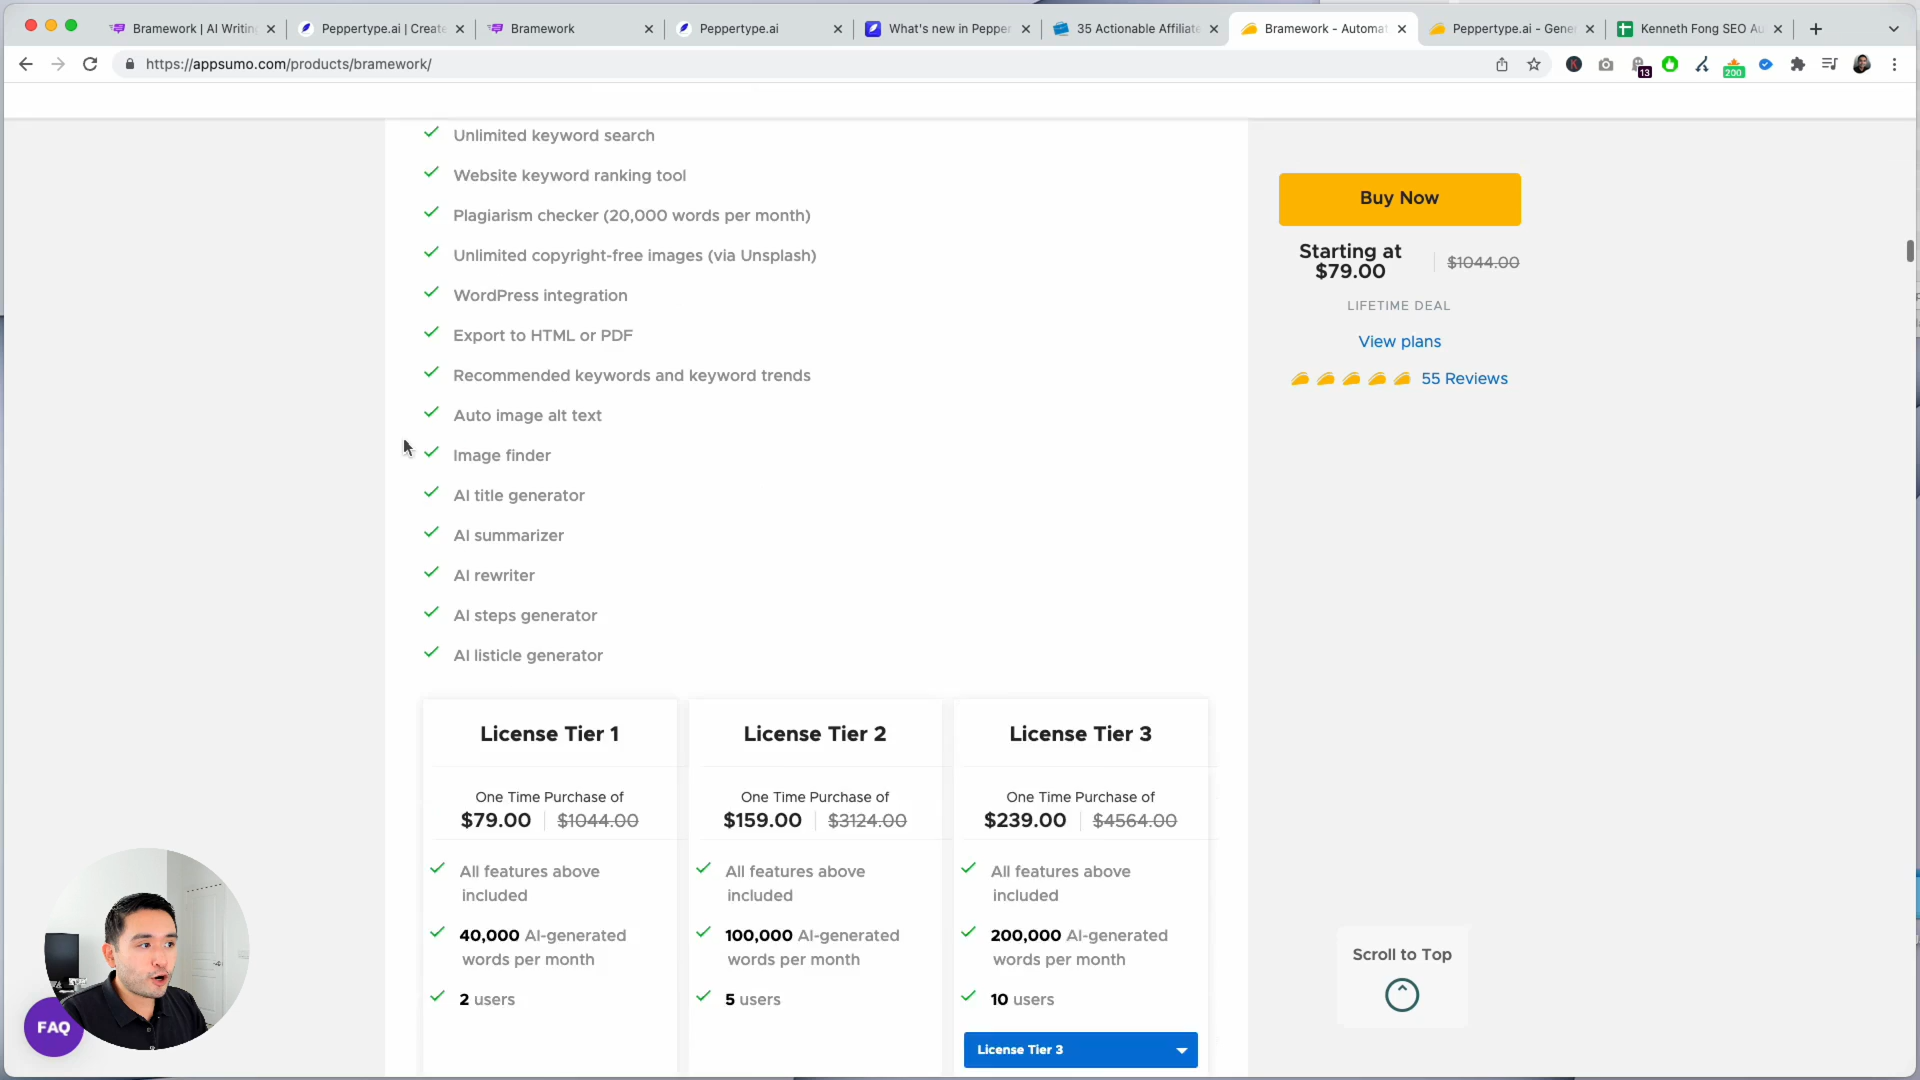 Bramework | AI Writing
Peppertype.ai | Create
Bramework
Peppertype.ai
What's new in Pepper
35 Actionable Affiliate
Bramework - Automat
Peppertype.ai - Gener
Kenneth Fong SEO Au
https://appsumo.com/products/bramework/
13
200
Unlimited keyword search
Website keyword ranking tool
Plagiarism checker (20,000 words per month)
Unlimited copyright-free images (via Unsplash)
WordPress integration
Export to HTML or PDF
Recommended keywords and keyword trends
Auto image alt text
Image finder
AI title generator
AI summarizer
AI rewriter
AI steps generator
AI listicle generator
Buy Now
Starting at
$79.00
$1044.00
LIFETIME DEAL
View plans
55 Reviews
License Tier 1
One Time Purchase of
$79.00 $1044.00
All features above
included
40,000 AI-generated
words per month
2 users
License Tier 2
One Time Purchase of
$159.00 $3124.00
All features above
included
100,000 AI-generated
words per month
5 users
License Tier 3
One Time Purchase of
$239.00 $4564.00
All features above
included
200,000 AI-generated
words per month
10 users
License Tier 3
Scroll to Top
FAQ